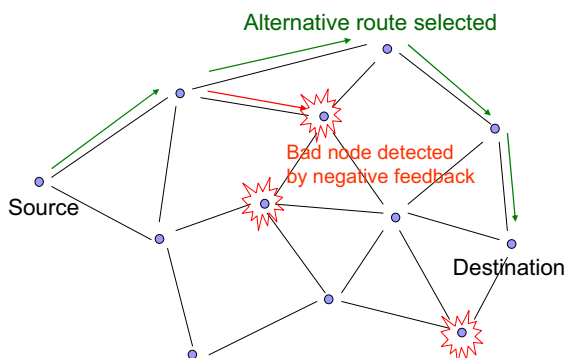 Alternative route selected
Bad node detected
by negative feedback
Source
Destination